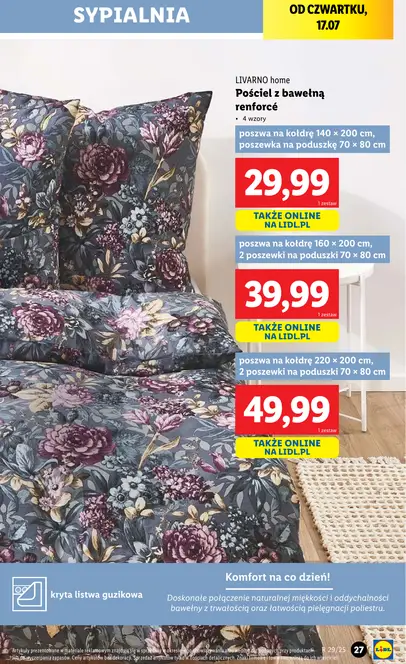 SYPIALNIA
OD CZWARTKU,
17.07
LIVARNO home
Pościel z bawełną
renforcé
• 4 wzory
poszwa na kołdrę 140 × 200 cm,
poszewka na poduszkę 70 × 80 cm
29,99
1 zestaw
TAKŻE ONLINE
NA LIDL.PL
poszwa na kołdrę 160 × 200 cm,
2 poszewki na poduszki 70 × 80 cm
39,99
1 zestaw
TAKŻE ONLINE
NA LIDL.PL
poszwa na kołdrę 220 × 200 cm,
2 poszewki na poduszki 70 × 80 cm
49,99
1 zestaw
TAKŻE ONLINE
NA LIDL.PL
kryta listwa guzikowa
Komfort na co dzień!
Doskonałe połączenie naturalnej miękkości i oddychalności
bawełny z trwałością oraz łatwością pielęgnacji poliestru.
R 29/25
27
LIDL